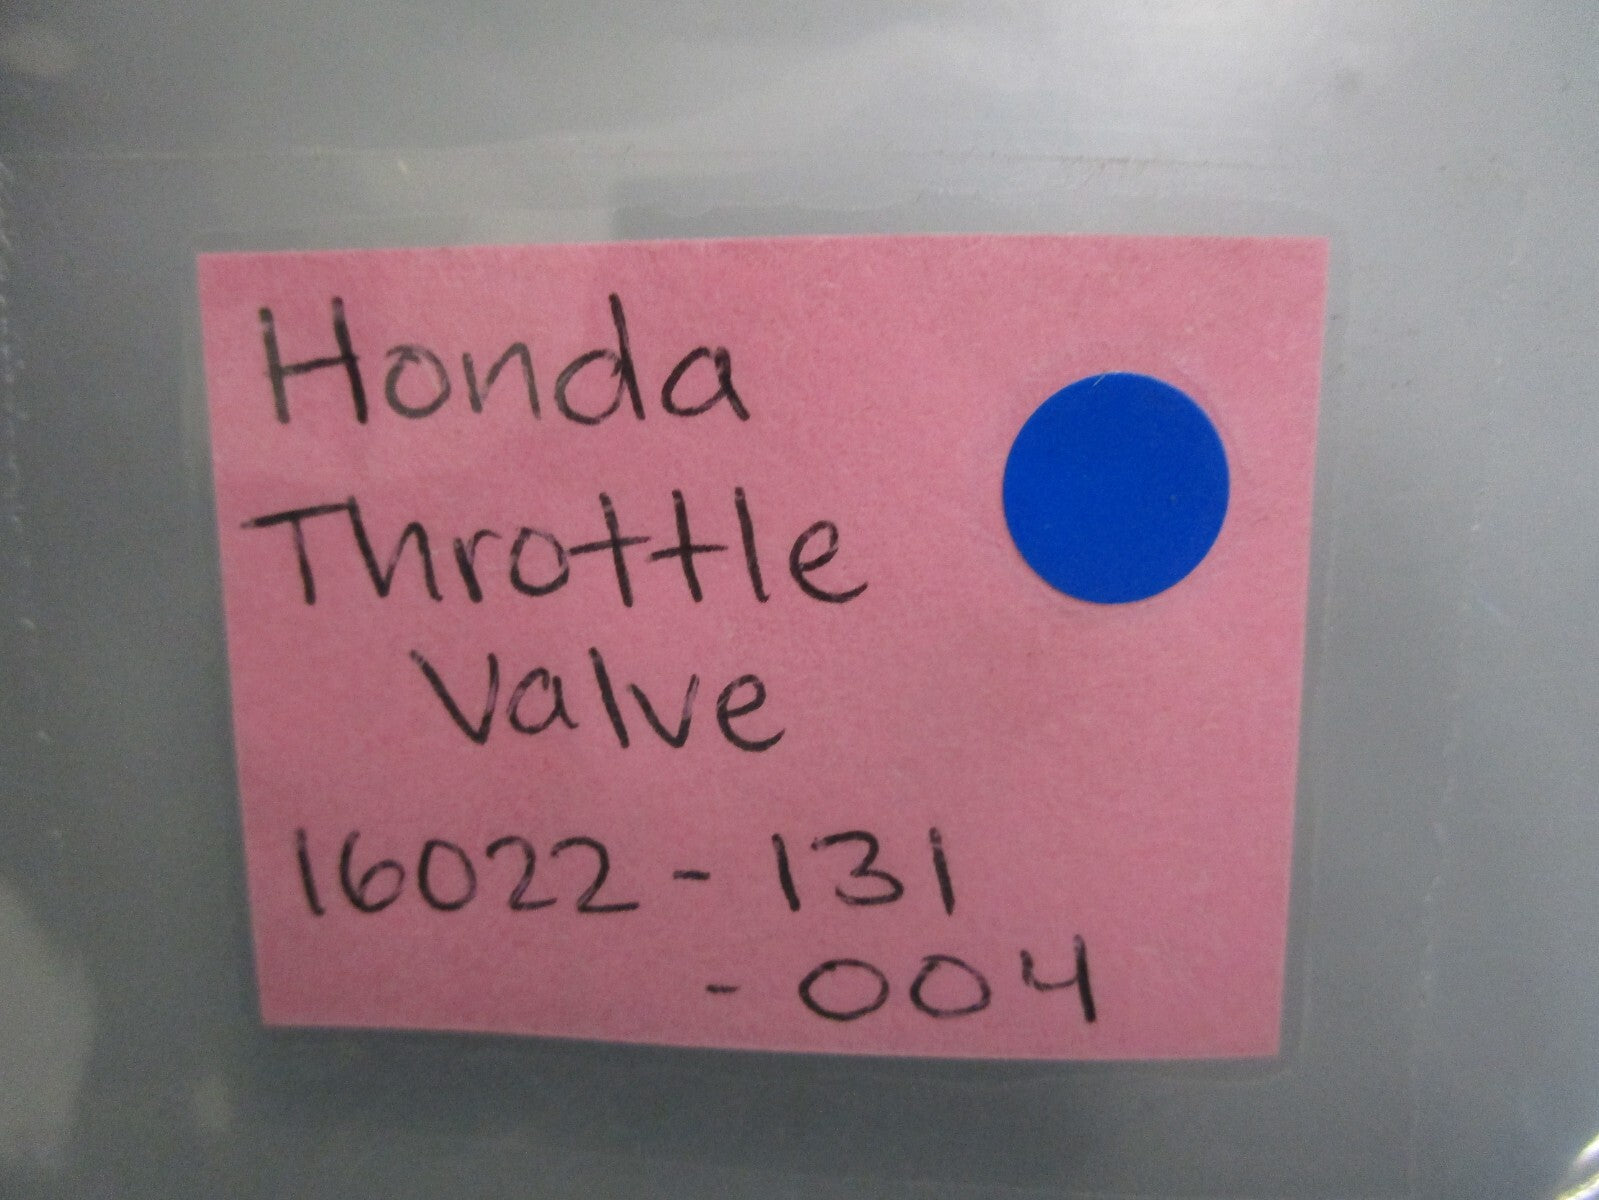 Honda
Throttle
Valve
16022-131
-004